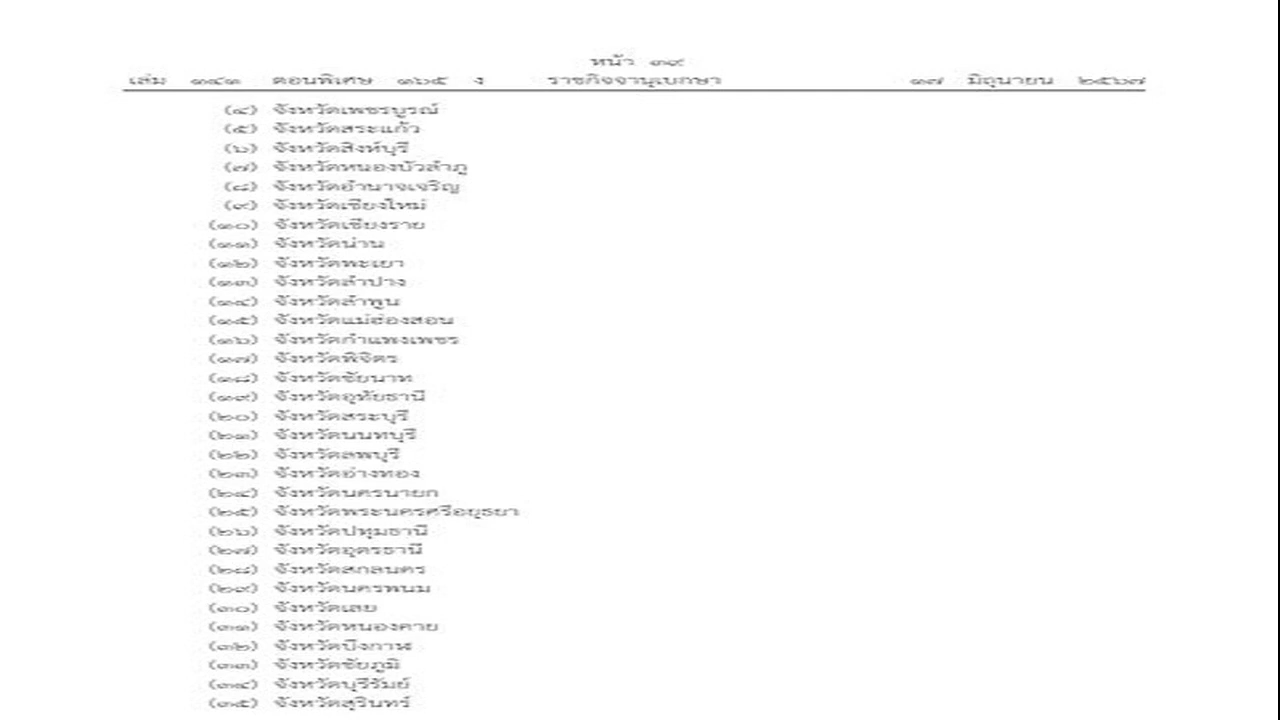 หน้า ๓๙
เล่ม ๑๔๑ ตอนพิเศษ ๑๖๕ ง ราชกิจจานุเบกษา ๑๗ มิถุนายน ๒๕๖๗
(๔) จังหวัดเพชรบูรณ์
(๕) จังหวัดสระแก้ว
(๖) จังหวัดสิงห์บุรี
(๗) จังหวัดหนองบัวลำภู
(๘) จังหวัดอำนาจเจริญ
(๙) จังหวัดเชียงใหม่
(๑๐) จังหวัดเชียงราย
(๑๑) จังหวัดน่าน
(๑๒) จังหวัดพะเยา
(๑๓) จังหวัดลำปาง
(๑๔) จังหวัดลำพูน
(๑๕) จังหวัดแม่ฮ่องสอน
(๑๖) จังหวัดกำแพงเพชร
(๑๗) จังหวัดพิจิตร
(๑๘) จังหวัดชัยนาท
(๑๙) จังหวัดอุทัยธานี
(๒๐) จังหวัดสระบุรี
(๒๑) จังหวัดนนทบุรี
(๒๒) จังหวัดลพบุรี
(๒๓) จังหวัดอ่างทอง
(๒๔) จังหวัดนครนายก
(๒๕) จังหวัดพระนครศรีอยุธยา
(๒๖) จังหวัดปทุมธานี
(๒๗) จังหวัดอุดรธานี
(๒๘) จังหวัดสกลนคร
(๒๙) จังหวัดนครพนม
(๓๐) จังหวัดเลย
(๓๑) จังหวัดหนองคาย
(๓๒) จังหวัดบึงกาฬ
(๓๓) จังหวัดชัยภูมิ
(๓๔) จังหวัดบุรีรัมย์
(๓๕) จังหวัดสุรินทร์